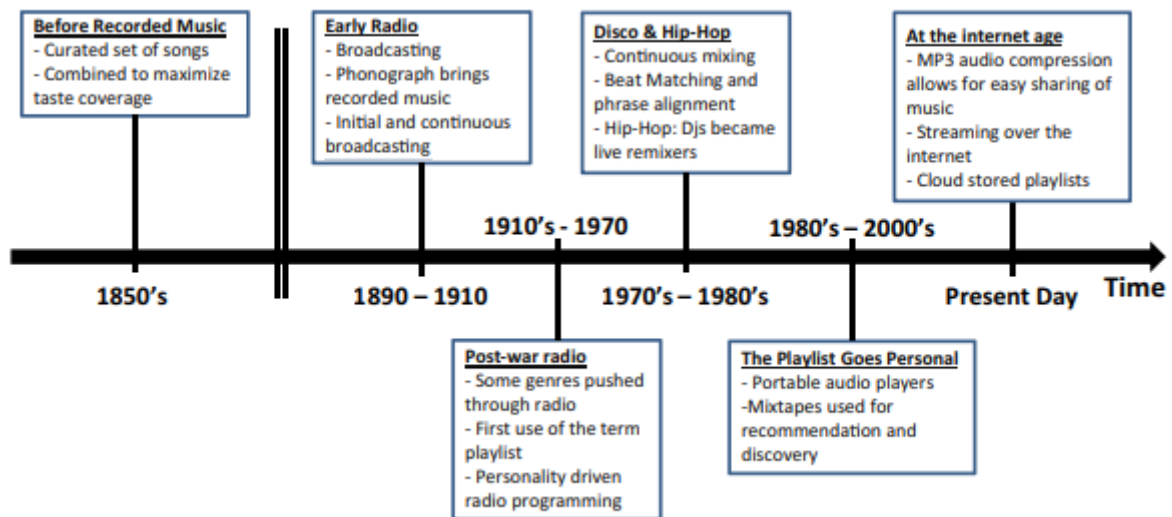 Before Recorded Music
- Curated set of songs
- Combined to maximize
taste coverage
Early Radio
- Broadcasting
- Phonograph brings
recorded music
- Initial and continuous
broadcasting
Disco & Hip-Hop
- Continuous mixing
- Beat Matching and
phrase alignment
- Hip-Hop: Djs became
live remixers
At the internet age
- MP3 audio compression
allows for easy sharing of
music
- Streaming over the
internet
- Cloud stored playlists
1910's - 1970
1980's – 2000's
1850's
1890 – 1910
1970's – 1980's
Present Day
Time
Post-war radio
- Some genres pushed
through radio
- First use of the term
playlist
- Personality driven
radio programming
The Playlist Goes Personal
- Portable audio players
-Mixtapes used for
recommendation and
discovery